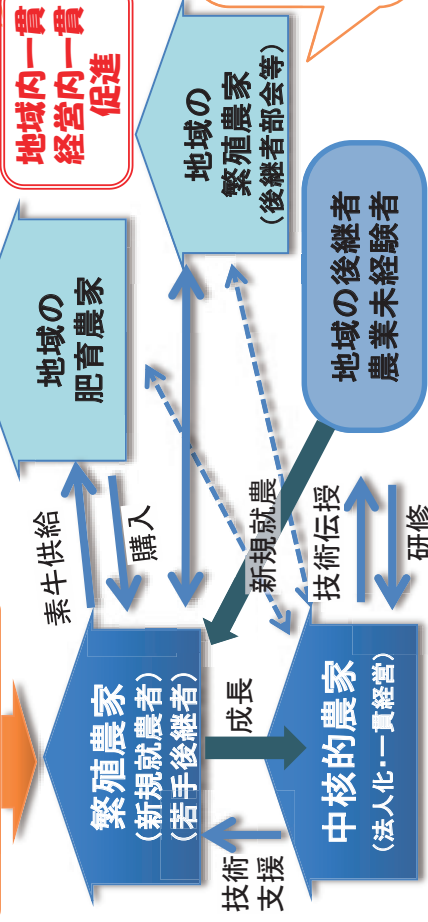 地域内一貫
経営内一貫
促進
地域の
肥育農家
地域の
繁殖農家
(後継者部会等)
素牛供給
購入
新規就農
地域の後継者
農業未経験者
繁殖農家
(新規就農者)
(若手後継者)
成長
技術伝授
研修
技術
支援
中核的農家
(法人化・一貫経営)